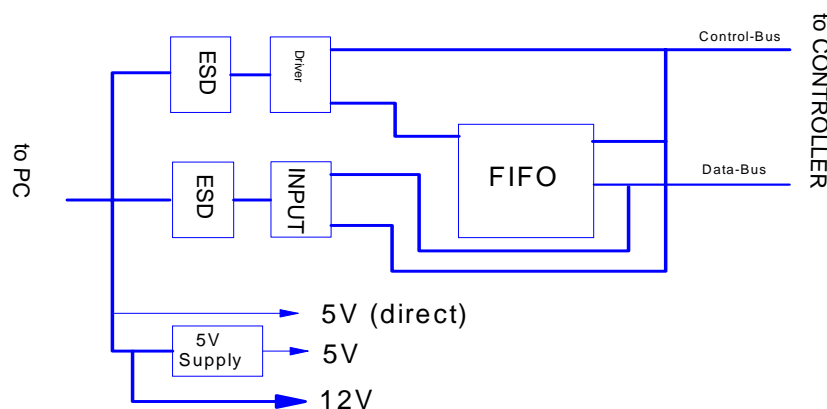 to PC
ESD
Driver
Control-Bus
to CONTROLLER
FIFO
ESD
INPUT
Data-Bus
5V (direct)
5V
Supply
5V
12V